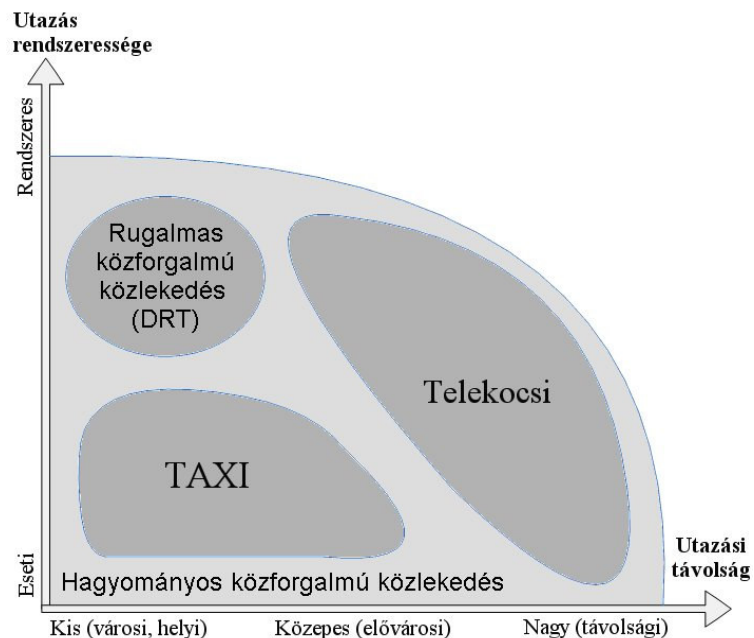 Utazás
rendszeressége
Rendszeres
Rugalmas
közforgalmú
közlekedés
(DRT)
Telekocsi
TAXI
Eseti
Hagyományos közforgalmú közlekedés
Utazási
távolság
Kis (városi, helyi)
Közepes (elővárosi)
Nagy (távolsági)